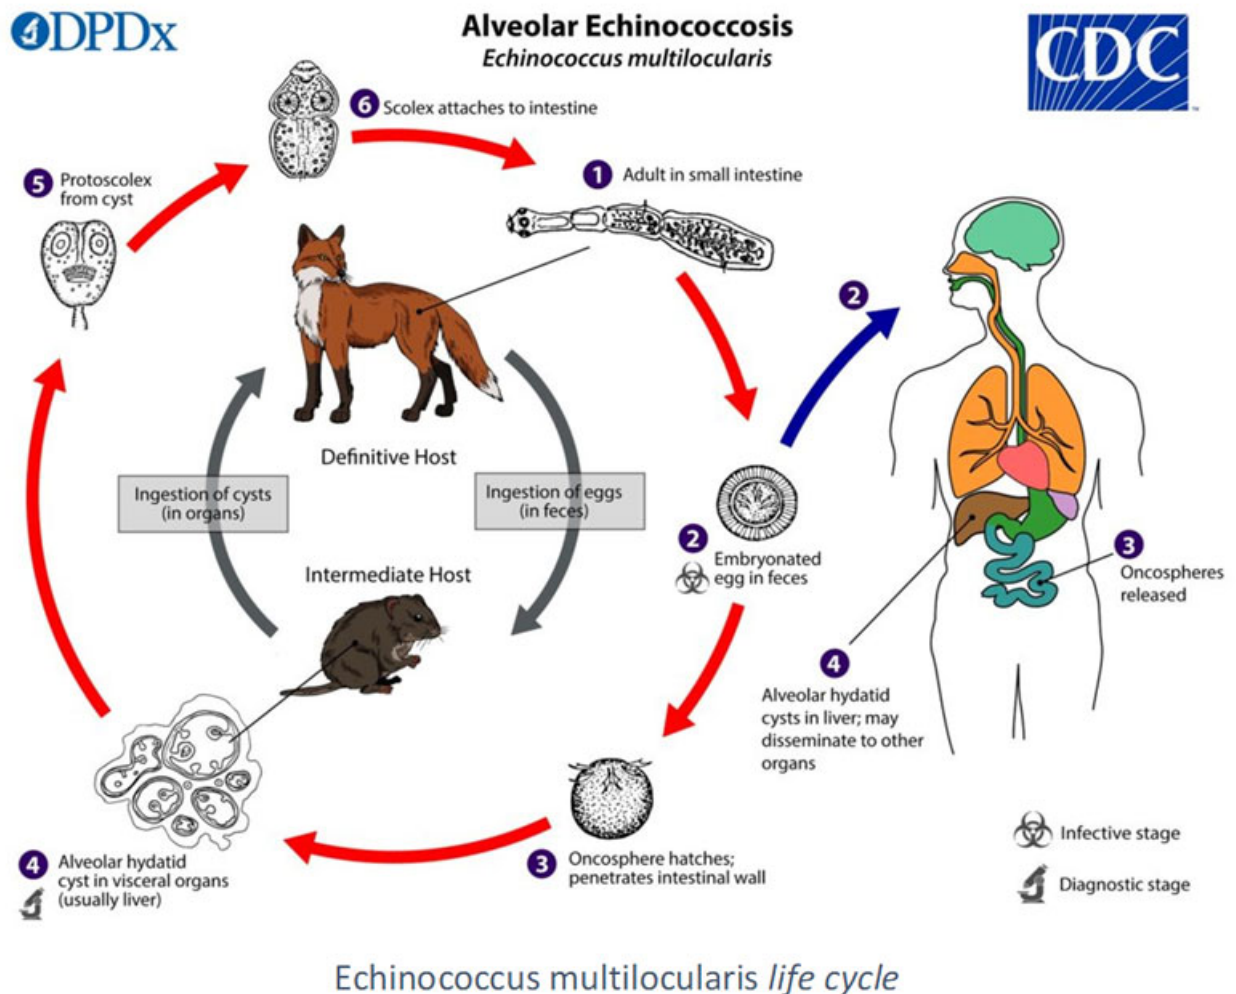 DPDx
Alveolar Echinococcosis
Echinococcus multilocularis
CDC
TM
6 Scolex attaches to intestine
5 Protoscolex
from cyst
1 Adult in small intestine
2
Definitive Host
Ingestion of cysts
(in organs)
Ingestion of eggs
(in feces)
Intermediate Host
2 Embryonated
egg in feces
3
Oncospheres
released
4
Alveolar hydatid
cysts in liver; may
disseminate to other
organs
Infective stage
Diagnostic stage
4 Alveolar hydatid
cyst in visceral organs
(usually liver)
3 Oncosphere hatches;
penetrates intestinal wall
Echinococcus multilocularis life cycle